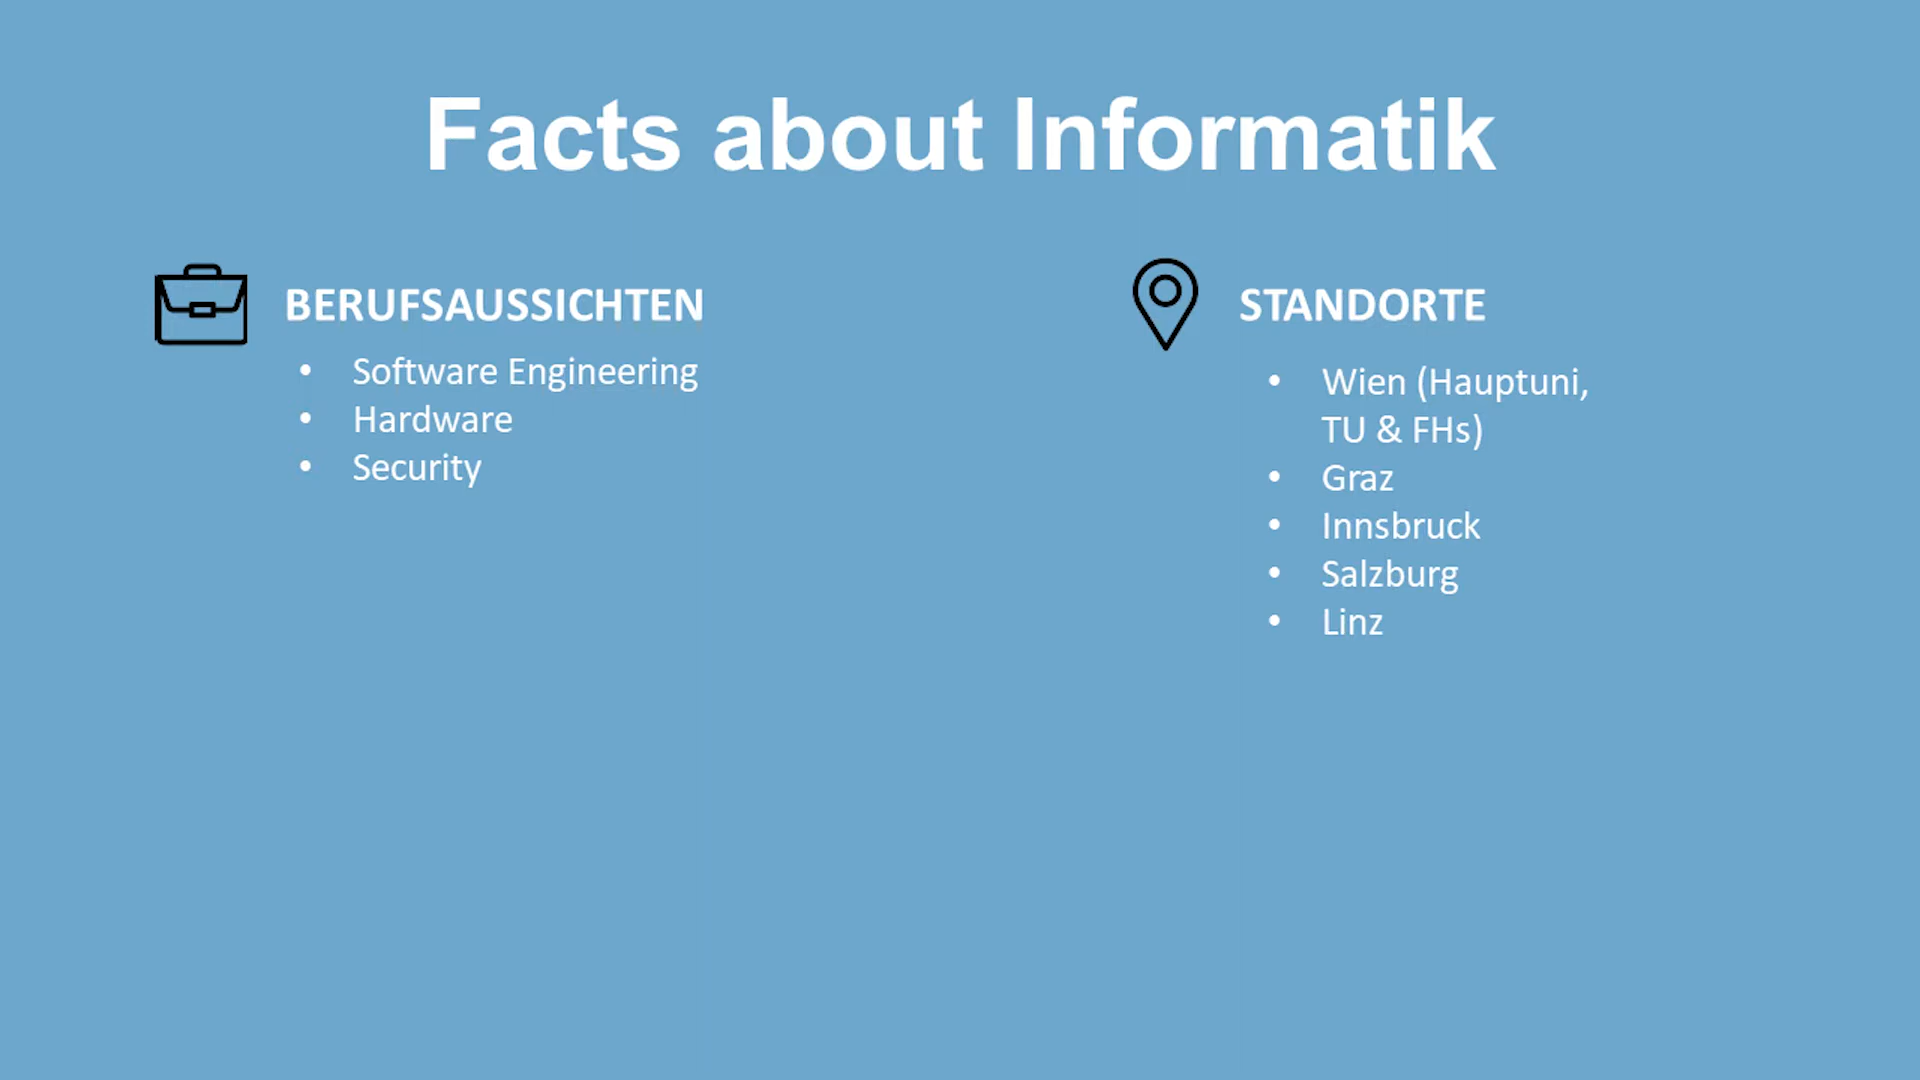 Facts about Informatik
BERUFSAUSSICHTEN
• Software Engineering
• Hardware
• Security
STANDORTE
• Wien (Hauptuni,
TU & FHs)
• Graz
• Innsbruck
• Salzburg
• Linz